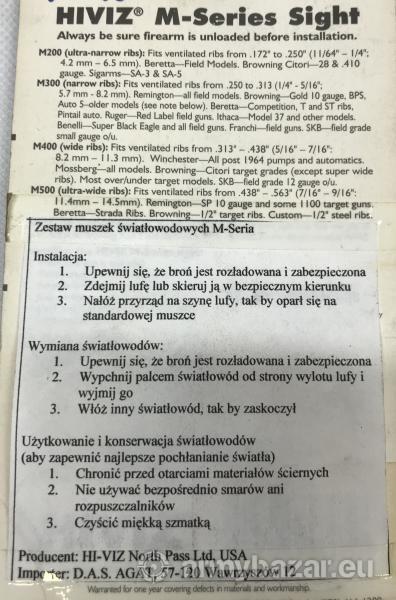 HIVIZ® M-Series Sight
Always be sure firearm is unloaded before installation.
M200 (ultra-narrow ribs): Fits ventilated ribs from .172" to .250" (11/64" – 1/4";
4.2 mm – 6.5 mm). Beretta—Field Models. Browning Citori—28 & .410
gauge. Sigarms—SA-3 & SA-5
M300 (narrow ribs): Fits ventilated ribs from .250 to .313 (1/4" - 5/16";
5.7 mm - 8.2 mm). Remington—all field models. Browning—Gold 10 gauge, BPS,
Auto 5–older models (see note below). Beretta—Competition, T and ST ribs,
Pintail auto. Ruger—Red Label field guns. Ithaca—Model 37 and other models.
Benelli—Super Black Eagle and all field guns. Franchi—field guns. SKB—field grade
small gauge o/u.
M400 (wide ribs): Fits ventilated ribs from .313" – .438" (5/16" – 7/16";
8.2 mm – 11.3 mm). Winchester—All post 1964 pumps and automatics.
Mossberg—all models. Browning—Citori target grades (except super wide
ribs). Most over/under target models. SKB—field grade 12 gauge o/u.
M500 (ultra-wide ribs): Fits ventilated ribs from .438" – .563" (7/16" – 9/16";
11.4mm – 14.5mm). Remington—SP 10 gauge and some 1100 target guns.
Beretta—Strada Ribs. Browning—1/2" target ribs. Custom—1/2" steel ribs.
Zestaw muszek światłowodowych M-Seria
Instalacja:
1. Upewnij się, że broń jest rozładowana i zabezpieczona
2. Zdejmij lufę lub skieruj ją w bezpiecznym kierunku
3. Nałóż przyrząd na szynę lufy, tak by oparł się na
standardowej muszce
Wymiana światłowodów:
1. Upewnij się, że broń jest rozładowana i zabezpieczona
2. Wypchnij palcem światłowód od strony wylotu lufy i
wyjmij go
3. Włóż inny światłowód, tak by zaskoczył
Użytkowanie i konserwacja światłowodów
(aby zapewnić najlepsze pochłanianie światła)
1. Chronić przed otarciami materiałów ściernych
2. Nie używać bezpośrednio smarów ani
rozpuszczalników
3. Czyścić miękką szmatką
Producent: HI-VIZ North Pass Ltd, USA
Importer: D.A.S. AGAT, 57-120 Wawrzyszów 12
Warranted for one year covering defects in materials and workmanship.